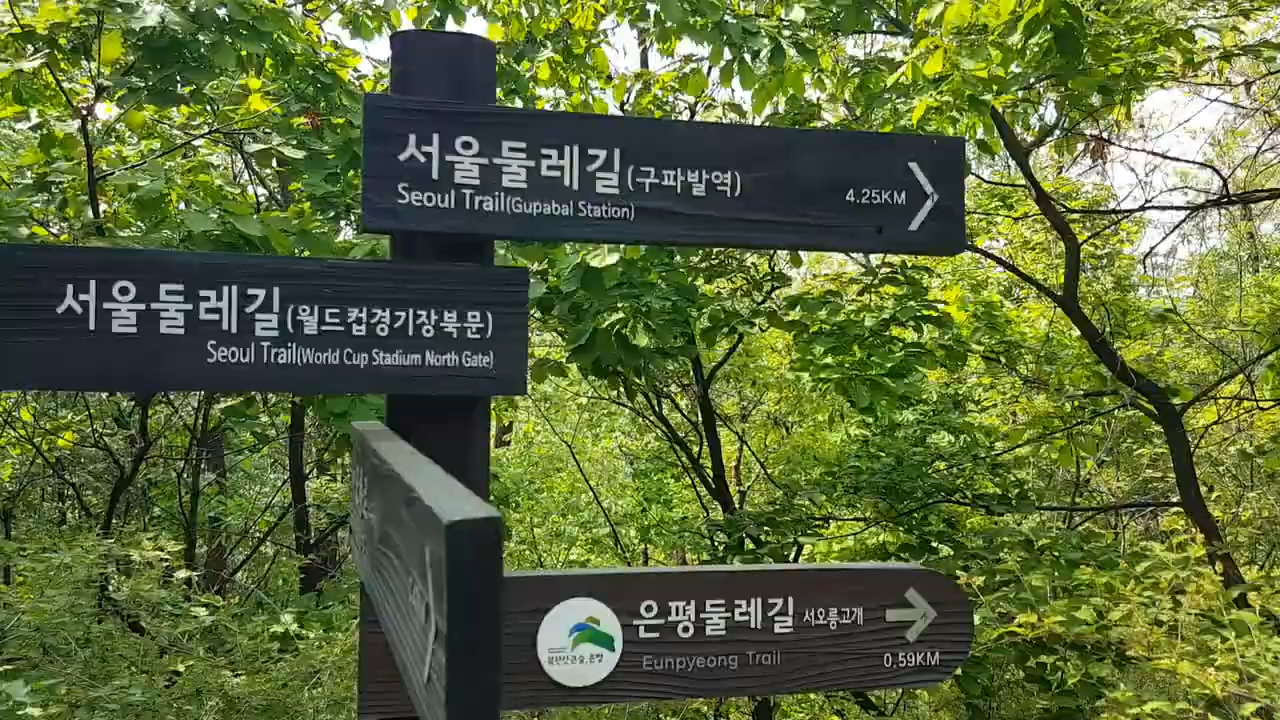 서울둘레길(구파발역)
Seoul Trail(Gupabal Station)
4.25KM
서울둘레길(월드컵경기장북문)
Seoul Trail(World Cup Stadium North Gate)
은평둘레길 서오릉고개
Eunpyeong Trail
0.59KM